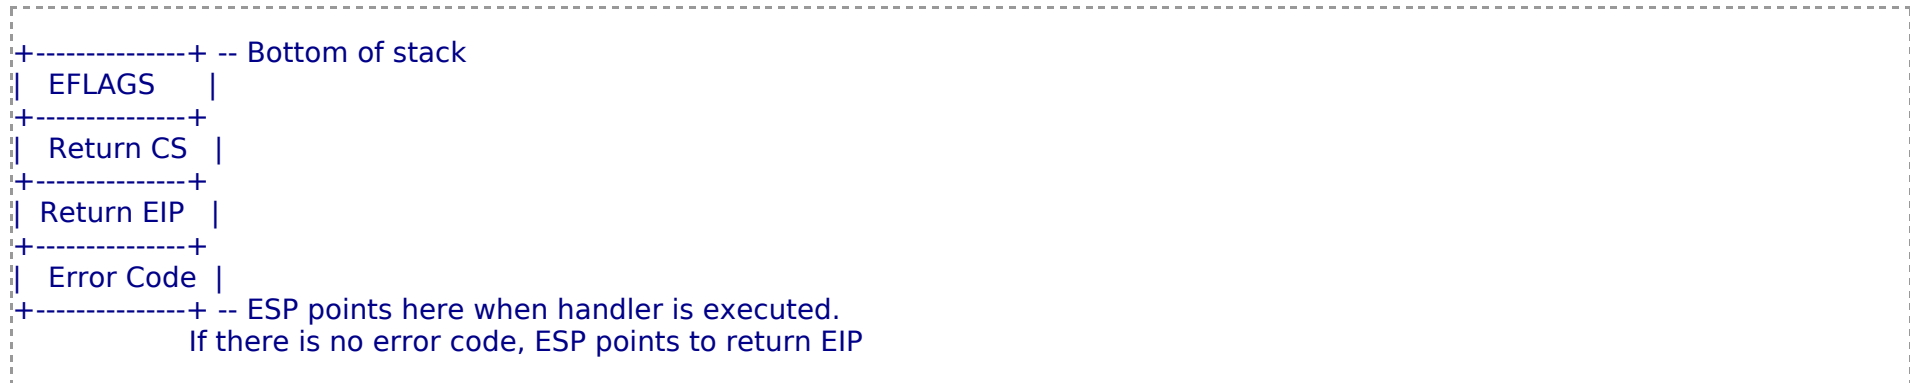 +---------------+ -- Bottom of stack
|   EFLAGS      |
+---------------+
|   Return CS   |
+---------------+
|  Return EIP   |
+---------------+
|   Error Code  |
+---------------+ -- ESP points here when handler is executed.
If there is no error code, ESP points to return EIP